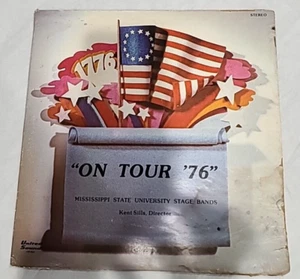 STEREO
1776
"ON TOUR '76"
MISSISSIPPI STATE UNIVERSITY STAGE BANDS
Kent Sills, Director